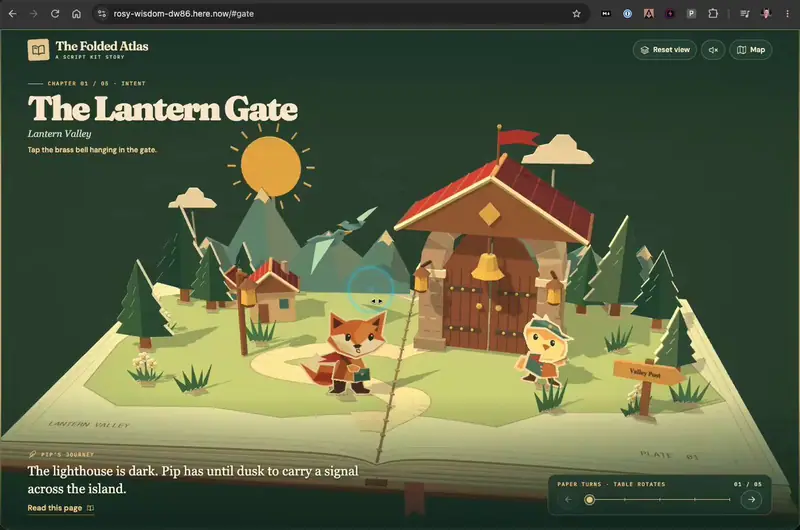 rosy-wisdom-dw86.here.now/#gate
The Folded Atlas
A SCRIPT KIT STORY
Reset view
Map
CHAPTER 01 / 05 · INTENT
The Lantern Gate
Lantern Valley
Tap the brass bell hanging in the gate.
Valley Post
LANTERN VALLEY
PLATE 01
PIP'S JOURNEY
The lighthouse is dark. Pip has until dusk to carry a signal
across the island.
Read this page
PAPER TURNS · TABLE ROTATES
01 / 05